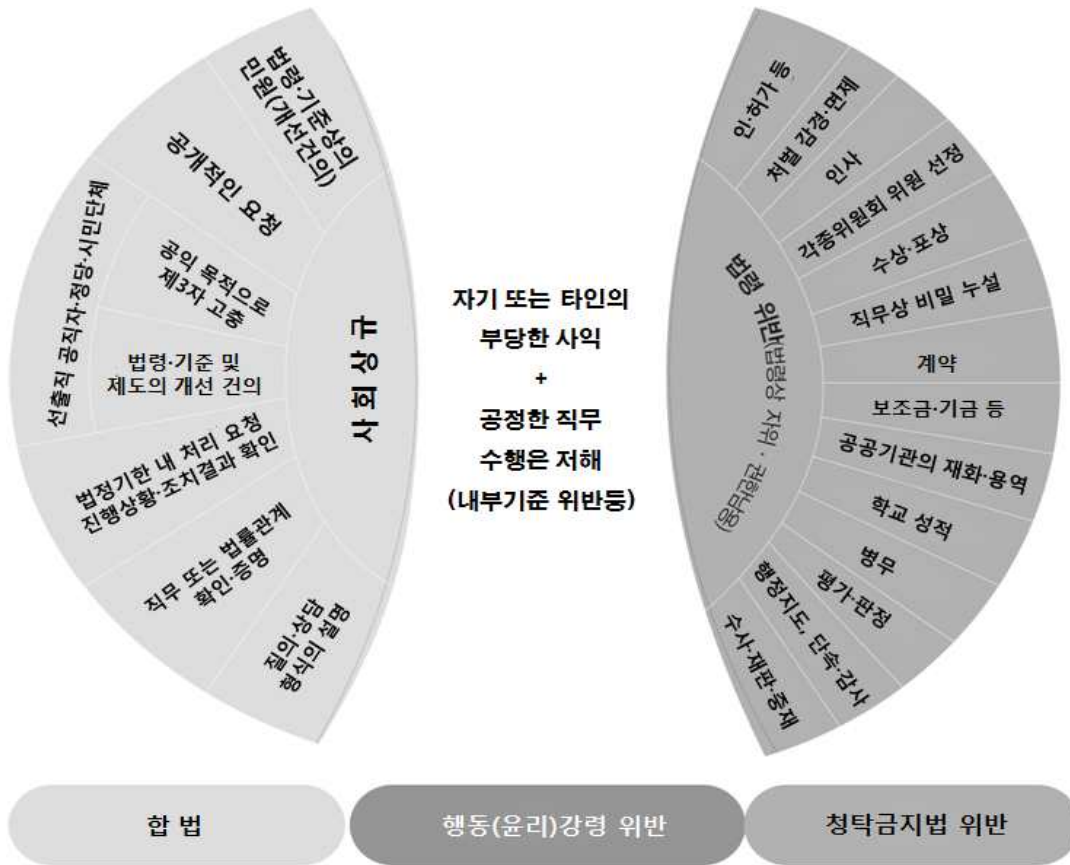 법령·기준상의
민원(개선건의)
공개적인 요청
선출직 공직자·정당·시민단체
공익 목적으로
제3자 고충
법령·기준 및
제도의 개선 건의
법정기한 내 처리 요청
진행상황·조치결과 확인
직무 또는 법률관계
확인·증명
질의·상담
형식의 설명
사회상규
자기 또는 타인의
부당한 사익
+
공정한 직무
수행은 저해
(내부기준 위반등)
법령 위반(법령상 지위·권한남용)
인·허가 등
처벌 감경·면제
인사
각종위원회 위원 선정
수상·포상
직무상 비밀 누설
계약
보조금·기금 등
공공기관의 재화·용역
학교 성적
병무
평가·판정
행정지도, 단속·감사
수사·재판·중재
합 법
행동(윤리)강령 위반
청탁금지법 위반